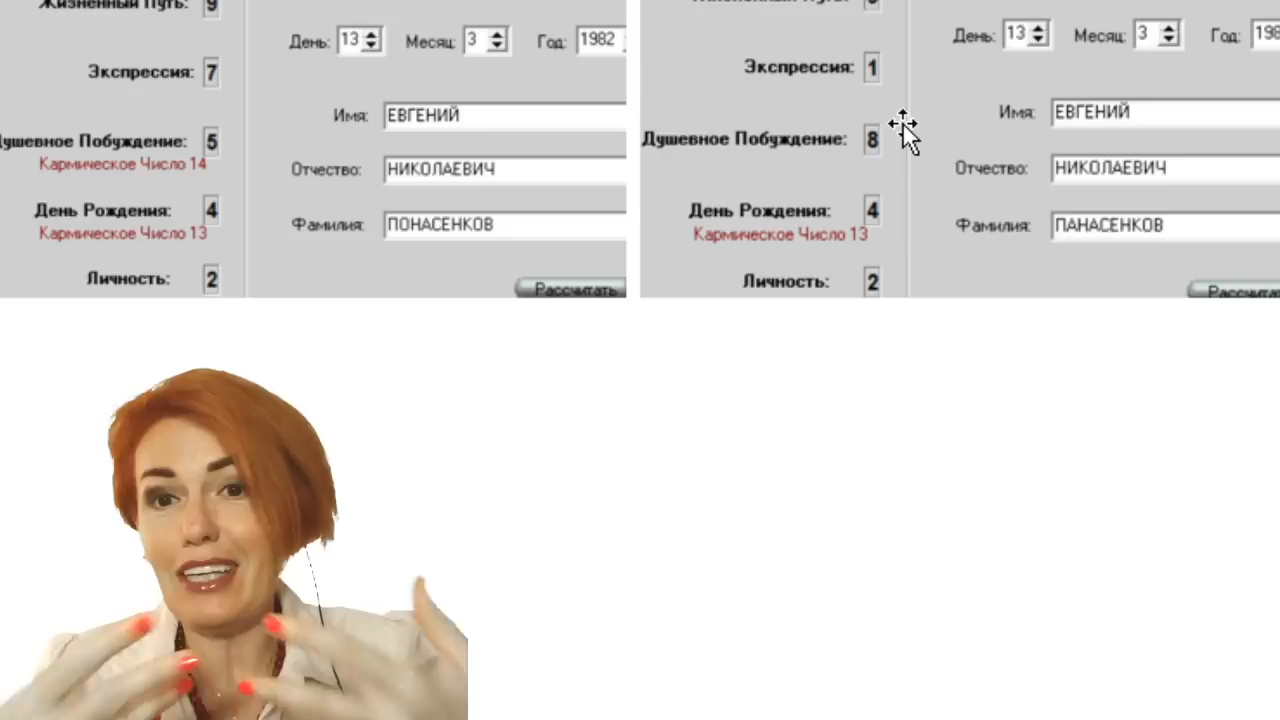 Жизненный Путь: 9
День: 13 Месяц: 3 Год: 1982
Экспрессия: 7
Имя: ЕВГЕНИЙ
Душевное Побуждение: 5
Кармическое Число 14
Отчество: НИКОЛАЕВИЧ
День Рождения: 4
Кармическое Число 13
Фамилия: ПОНАСЕНКОВ
Личность: 2
Рассчитать
День: 13 Месяц: 3 Год: 198
Экспрессия: 1
Имя: ЕВГЕНИЙ
Душевное Побуждение: 8
Отчество: НИКОЛАЕВИЧ
День Рождения: 4
Кармическое Число 13
Фамилия: ПАНАСЕНКОВ
Личность: 2
Рассчита